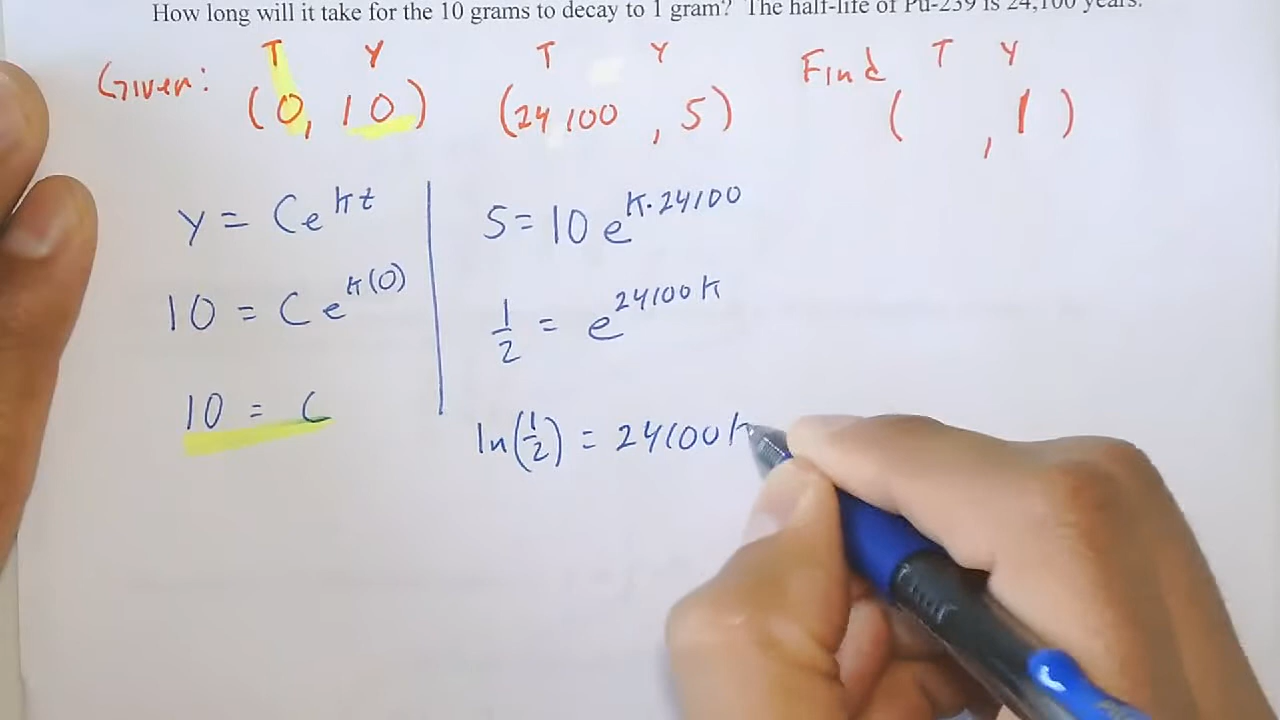 How long will it take for the 10 grams to decay to 1 gram? The half-life of Pu-239 is 24,100 years.
T Y T Y T Y
Given: (0, 10) (24100, 5) Find ( , 1)
y = Ce^kt
10 = Ce^k(0)
10 = C
5 = 10 e^k·24100
1/2 = e^24100k
ln(1/2) = 24100k